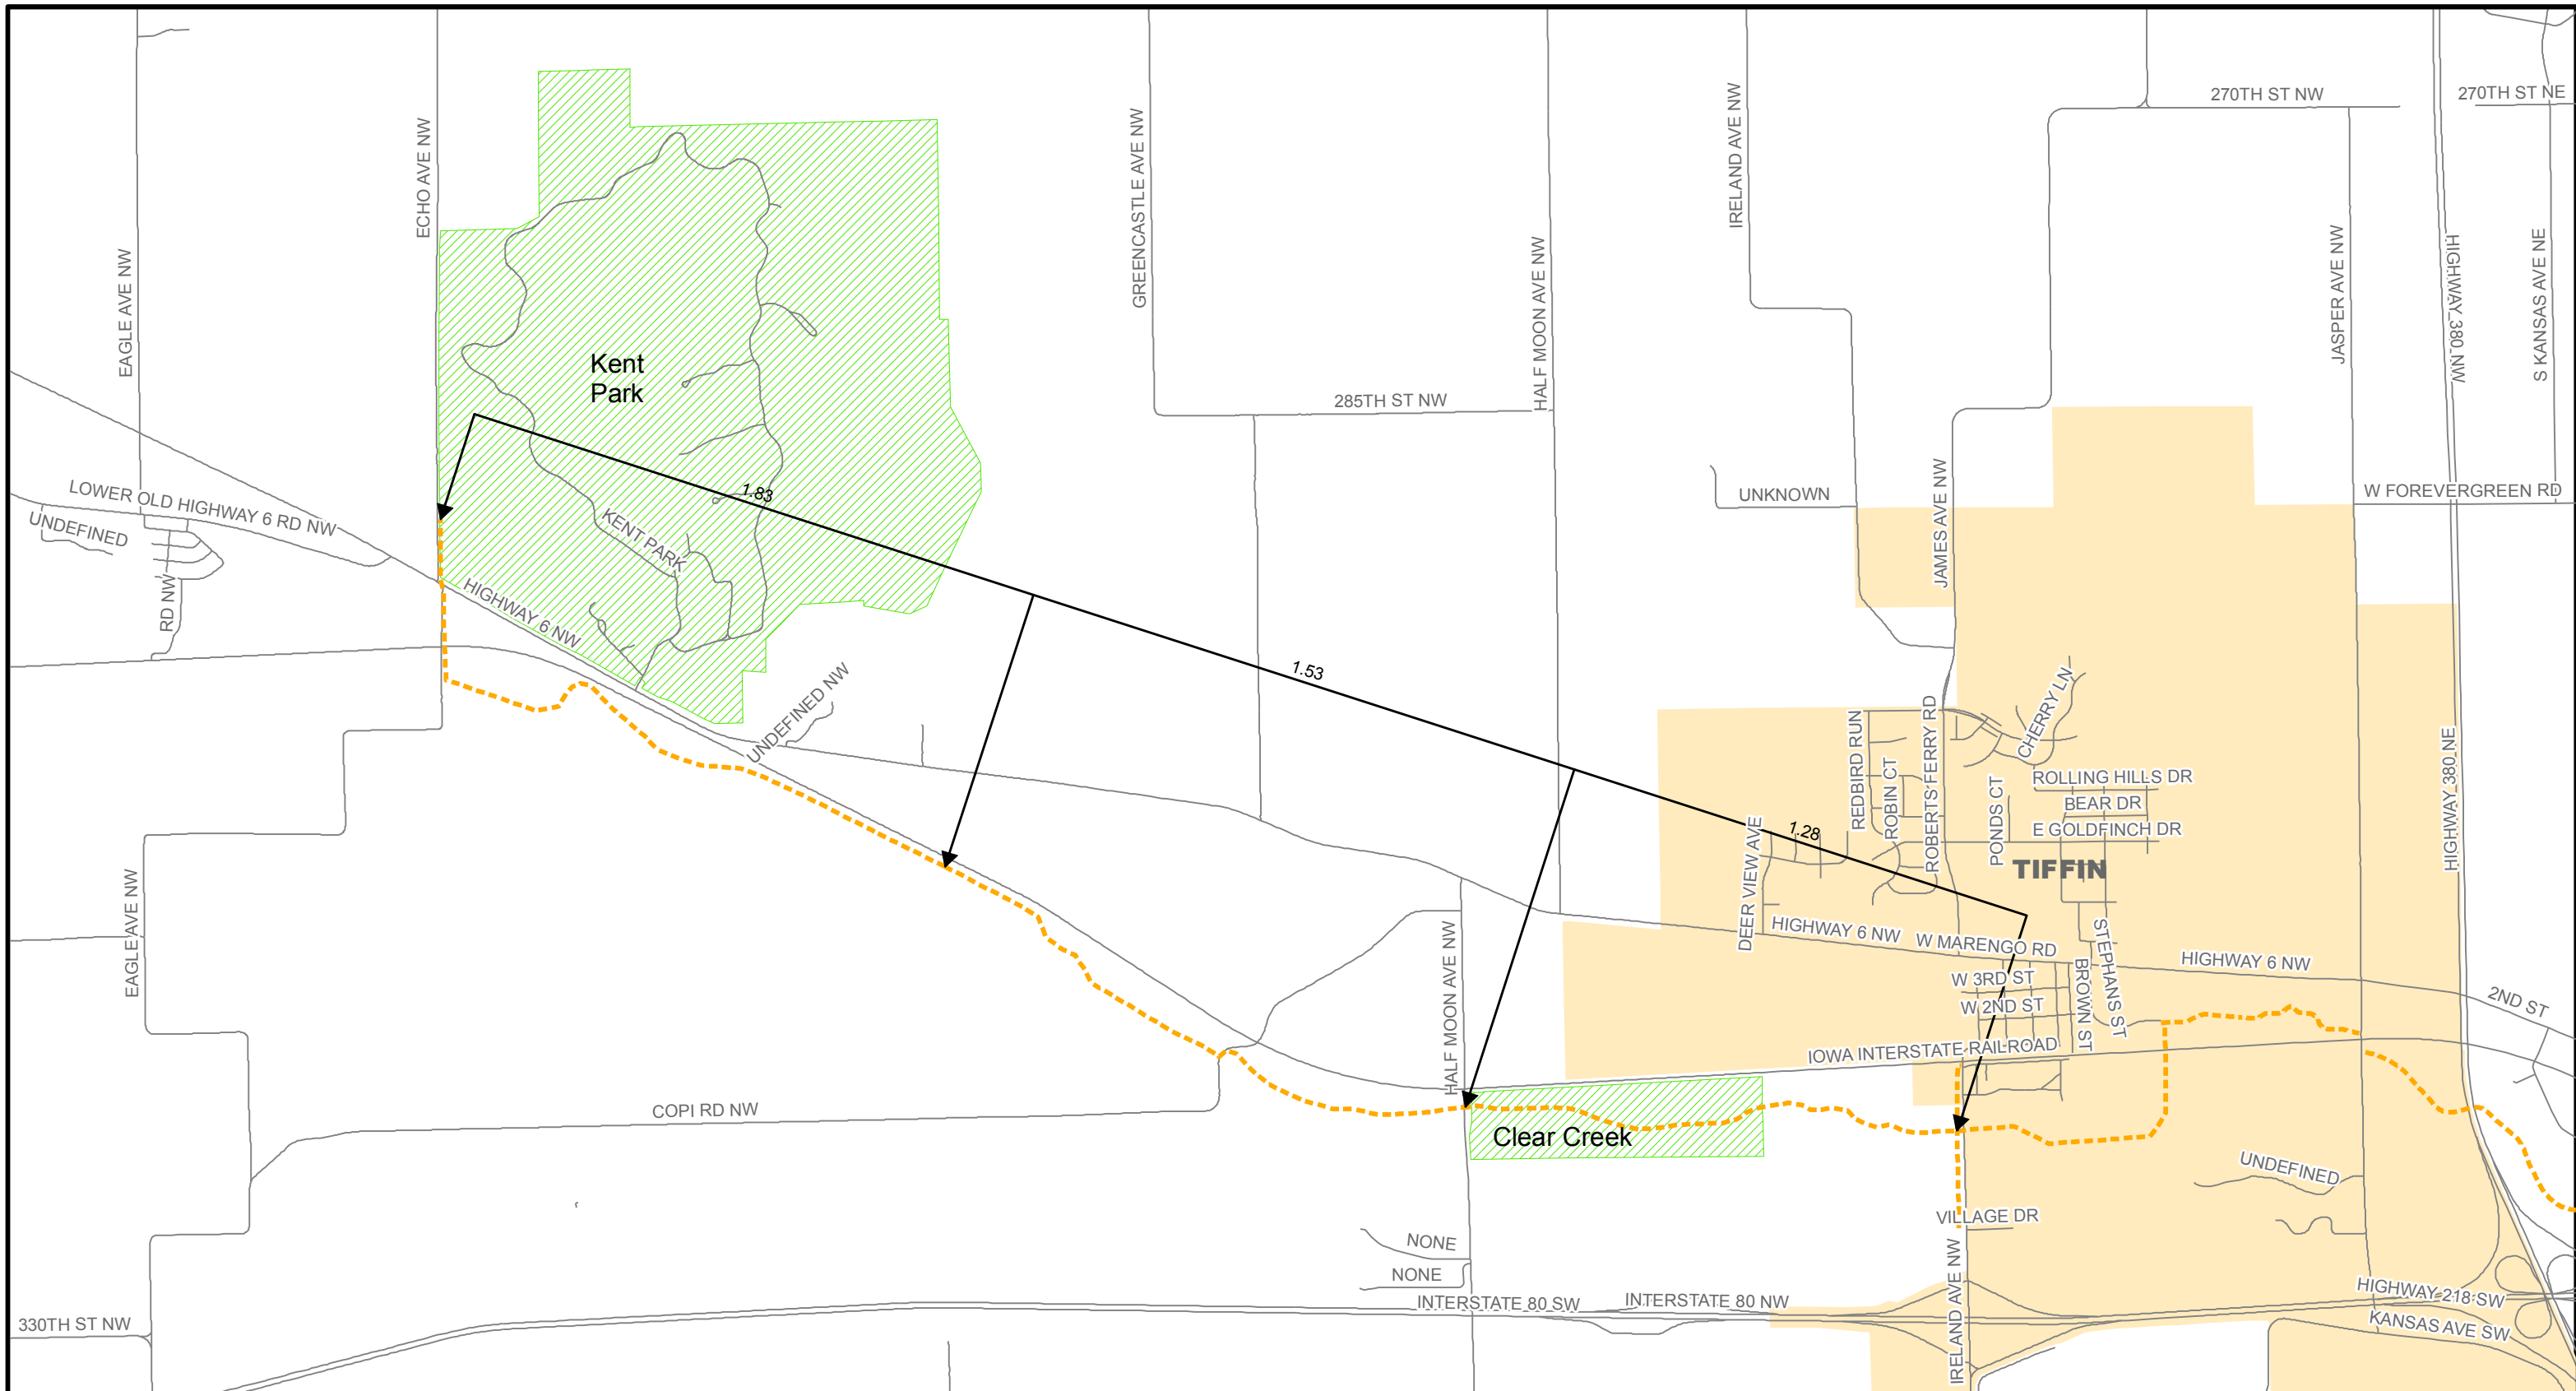 270TH ST NW
270TH ST NE
ECHO AVE NW
GREENCASTLE AVE NW
IRELAND AVE NW
EAGLE AVE NW
HALF MOON AVE NW
JASPER AVE NW
HIGHWAY 380 NW
S KANSAS AVE NE
Kent
Park
285TH ST NW
LOWER OLD HIGHWAY 6 RD NW
UNDEFINED
RD NW
1.83
KENT PARK
HIGHWAY 6 NW
UNKNOWN
JAMES AVE NW
W FOREVERGREEN RD
UNDEFINED NW
1.53
CHERRY LN
REDBIRD RUN
ROBIN CT
ROBERTS FERRY RD
PONDS CT
ROLLING HILLS DR
BEAR DR
E GOLDFINCH DR
1.28
DEER VIEW AVE
TIFFIN
HIGHWAY 380 NE
EAGLE AVE NW
HALF MOON AVE NW
HIGHWAY 6 NW
W MARENGO RD
STEPHANS ST
BROWN ST
HIGHWAY 6 NW
2ND ST
W 3RD ST
W 2ND ST
IOWA INTERSTATE RAILROAD
COPI RD NW
Clear Creek
UNDEFINED
VILLAGE DR
IRELAND AVE NW
NONE
NONE
INTERSTATE 80 SW
INTERSTATE 80 NW
HIGHWAY 218 SW
KANSAS AVE SW
330TH ST NW